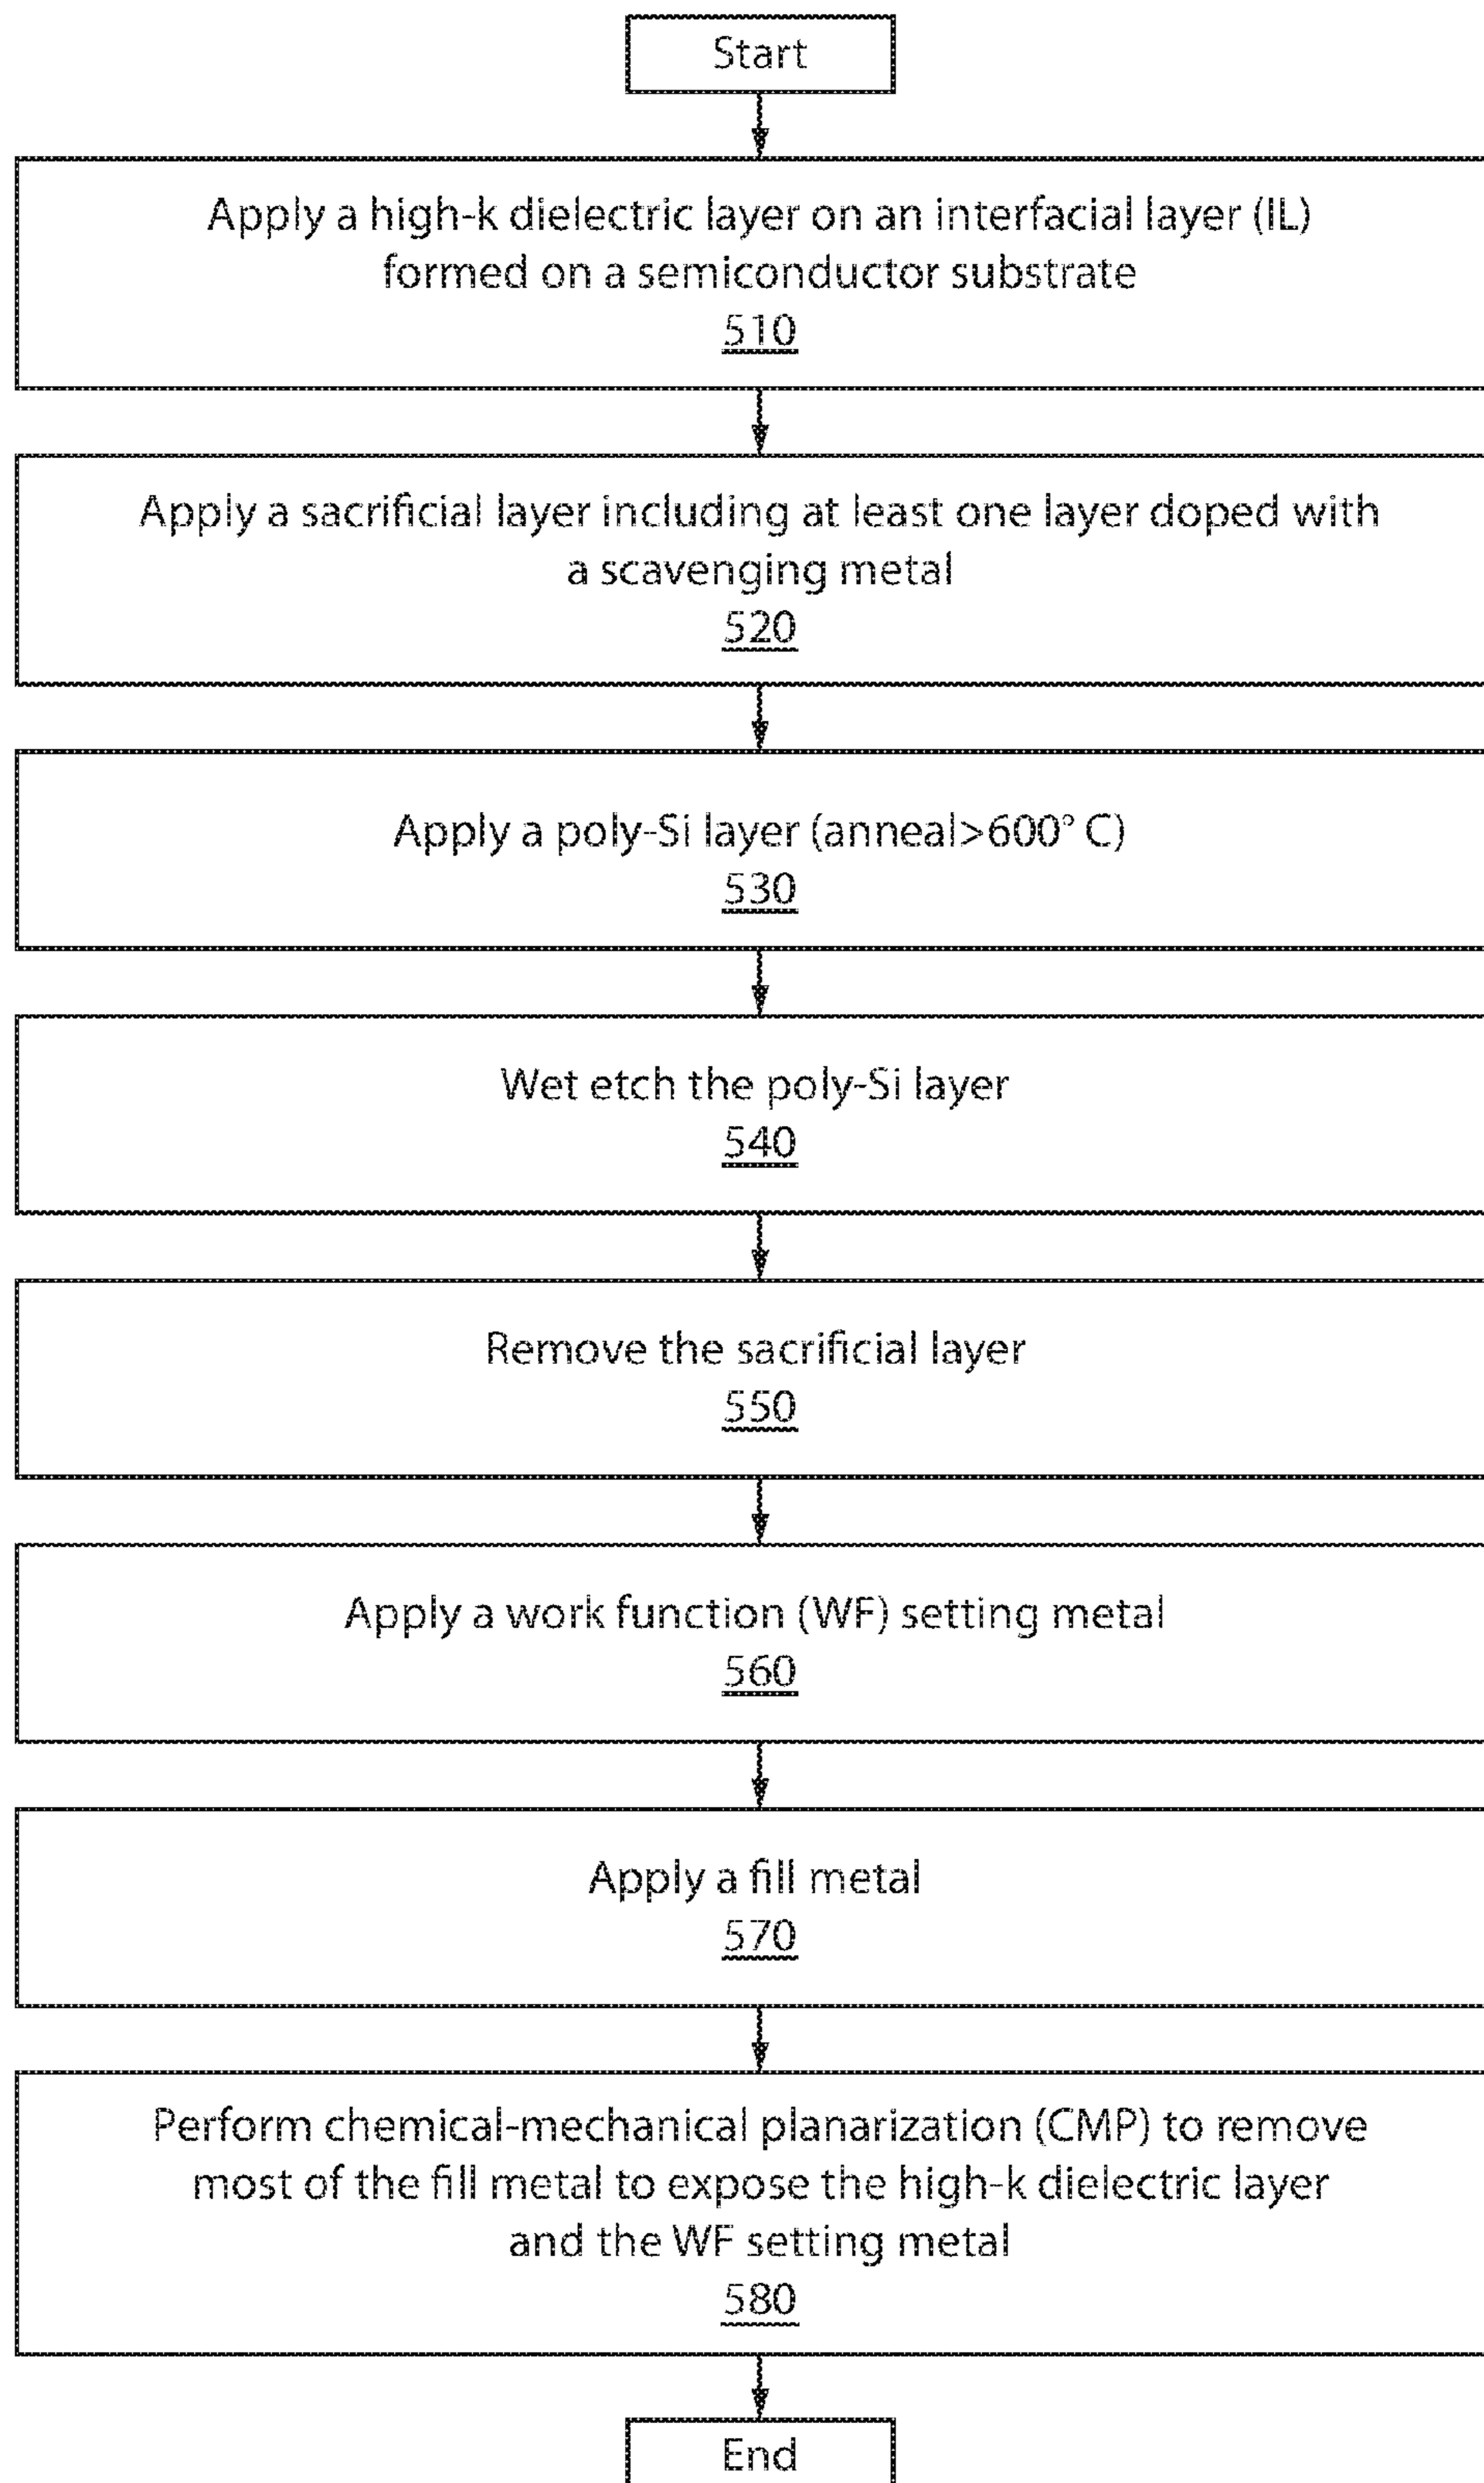 Start
Apply a high-k dielectric layer on an interfacial layer (IL)
formed on a semiconductor substrate
510
Apply a sacrificial layer including at least one layer doped with
a scavenging metal
520
Apply a poly-Si layer (anneal>600° C)
530
Wet etch the poly-Si layer
540
Remove the sacrificial layer
550
Apply a work function (WF) setting metal
560
Apply a fill metal
570
Perform chemical-mechanical planarization (CMP) to remove
most of the fill metal to expose the high-k dielectric layer
and the WF setting metal
580
End